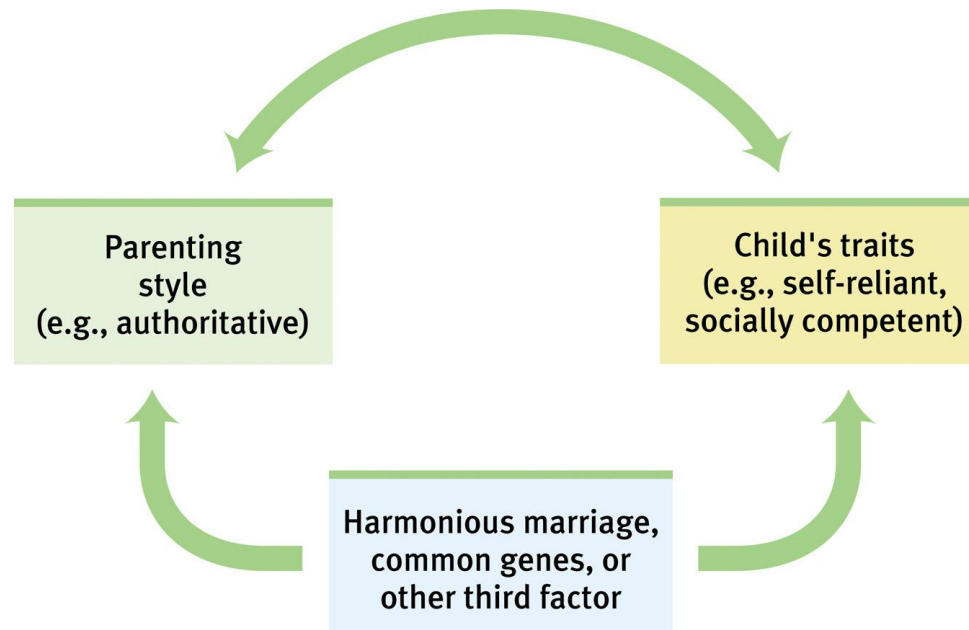 Parenting
style
(e.g., authoritative)
Child's traits
(e.g., self-reliant,
socially competent)
Harmonious marriage,
common genes, or
other third factor